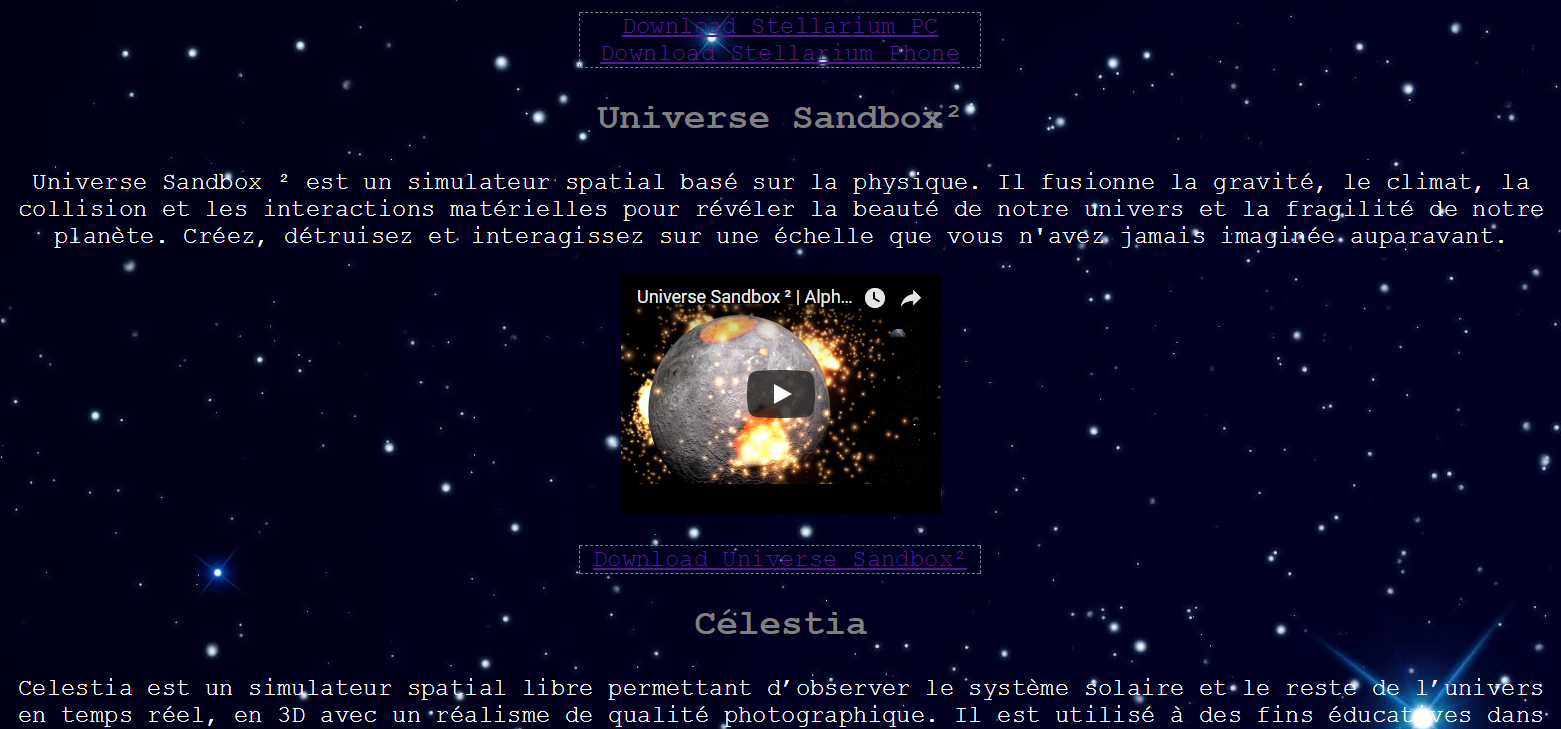 Download Stellarium PC
Download Stellarium Phone
Universe Sandbox²
Universe Sandbox ² est un simulateur spatial basé sur la physique. Il fusionne la gravité, le climat, la
collision et les interactions matérielles pour révéler la beauté de notre univers et la fragilité de notre
planète. Créez, détruisez et interagissez sur une échelle que vous n'avez jamais imaginée auparavant.
Universe Sandbox ² | Alph...
Download Universe Sandbox²
Célestia
Celestia est un simulateur spatial libre permettant d’observer le système solaire et le reste de l’univers
en temps réel, en 3D avec un réalisme de qualité photographique. Il est utilisé à des fins éducatives dans